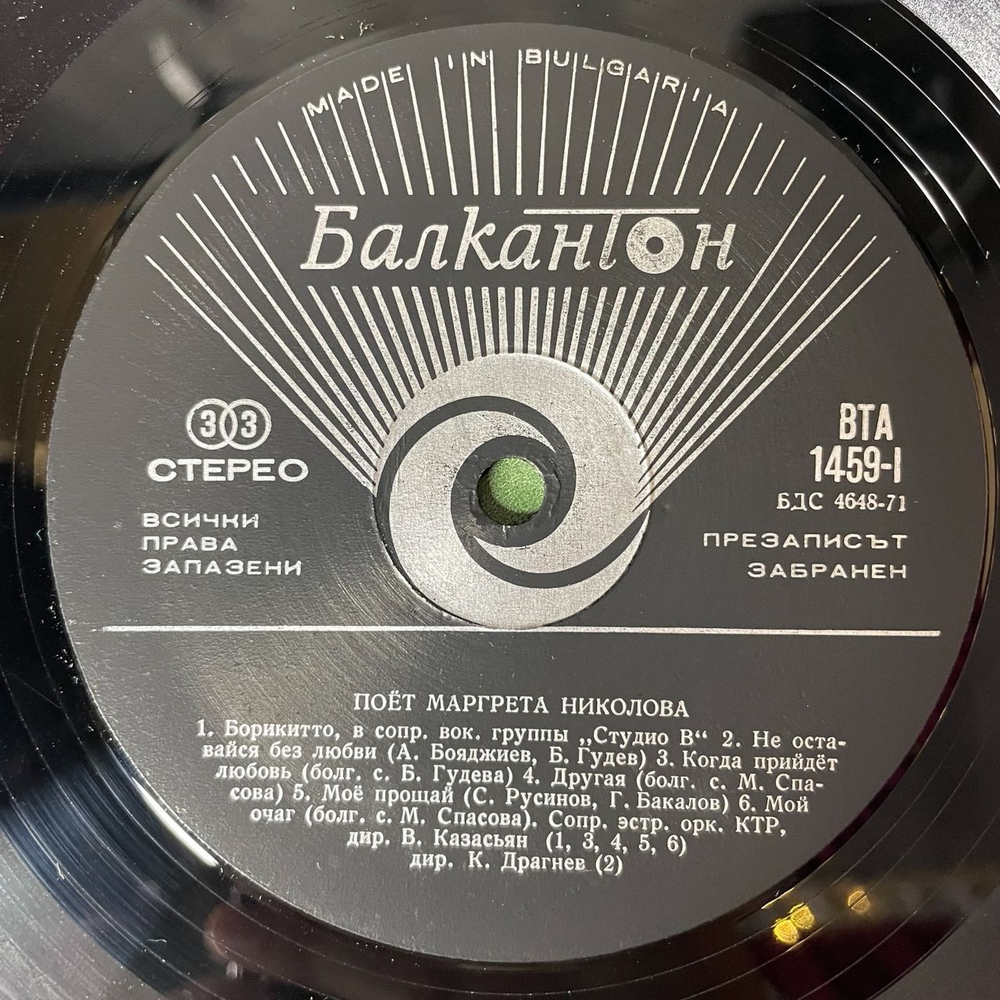 MADE IN BULGARIA
Балкантон
33
СТЕРЕО
ВСИЧКИ
ПРАВА
ЗАПАЗЕНИ
ВТА
1459-I
БДС 4648-71
ПРЕЗАПИСЪТ
ЗАБРАНЕН
ПОЁТ МАРГРЕТА НИКОЛОВА
1. Борикитто, в сопр. вок. группы „Студио В“ 2. Не оста-
вайся без любви (А. Бояджиев, Б. Гудев) 3. Когда прийдёт
любовь (болг. с. Б. Гудева) 4. Другая (болг. с. М. Спа-
сова) 5. Моё прощай (С. Русинов, Г. Бакалов) 6. Мой
очаг (болг. с. М. Спасова). Сопр. эстр. орк. КТР,
дир. В. Казасьян (1, 3, 4, 5, 6)
дир. К. Драгнев (2)